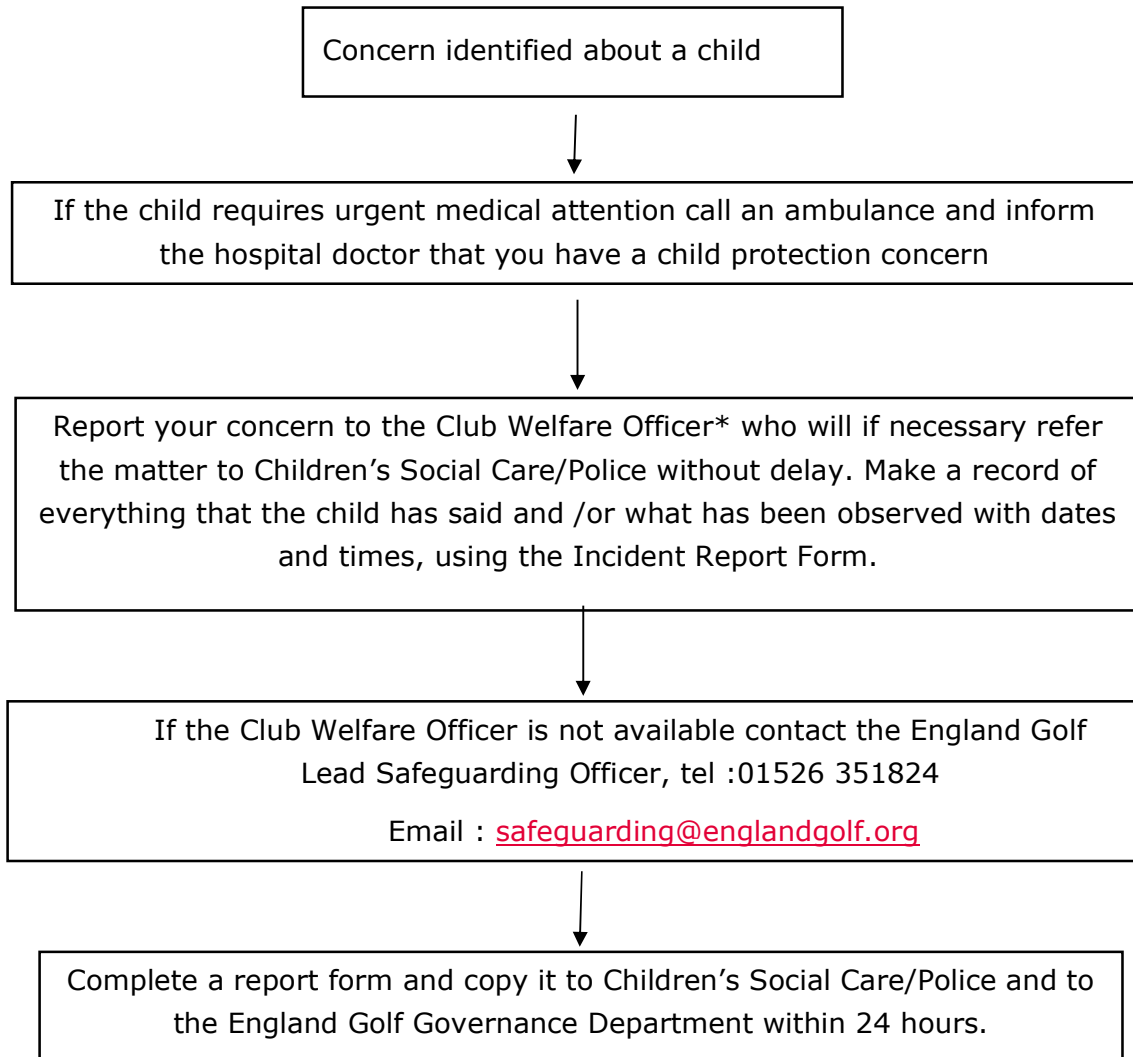 Concern identified about a child
If the child requires urgent medical attention call an ambulance and inform
the hospital doctor that you have a child protection concern
Report your concern to the Club Welfare Officer* who will if necessary refer
the matter to Children’s Social Care/Police without delay. Make a record of
everything that the child has said and /or what has been observed with dates
and times, using the Incident Report Form.
If the Club Welfare Officer is not available contact the England Golf
Lead Safeguarding Officer, tel :01526 351824
Email : safeguarding@englandgolf.org
Complete a report form and copy it to Children’s Social Care/Police and to
the England Golf Governance Department within 24 hours.